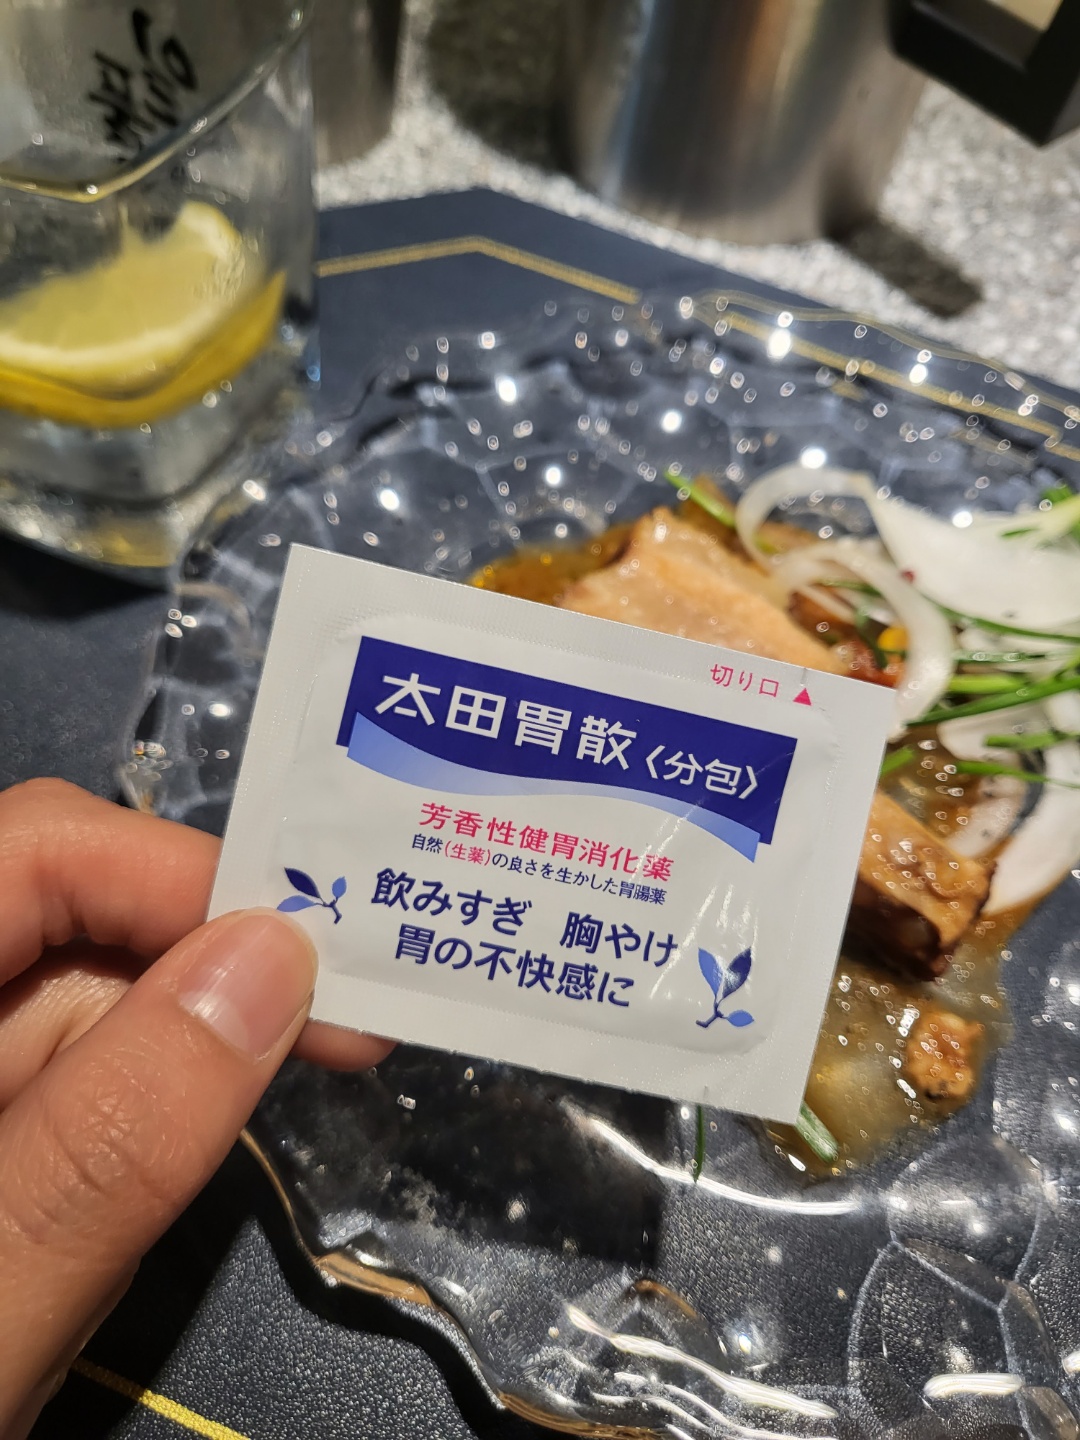 切り口▲
太田胃散〈分包〉
芳香性健胃消化薬
自然(生薬)の良さを生かした胃腸薬
飲みすぎ 胸やけ
胃の不快感に